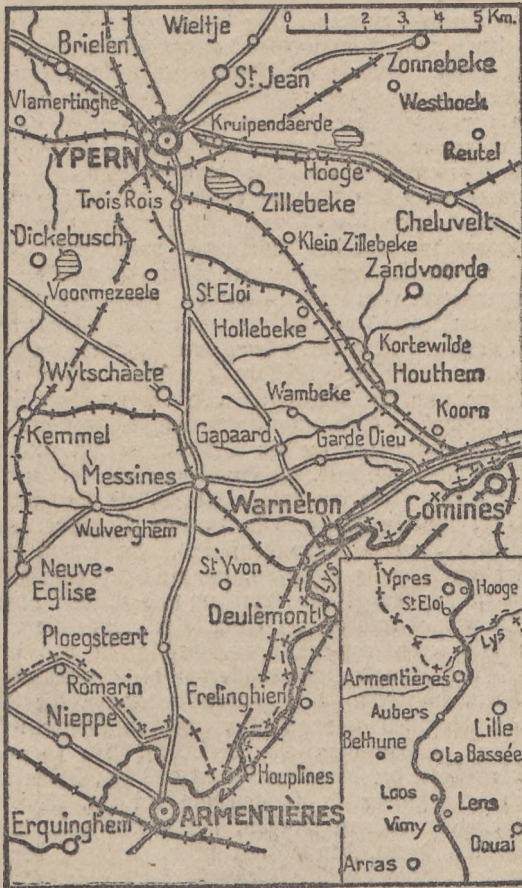 0 1 2 3 4 5 Km.
Wieltje
Brielen
Zonnebeke
St Jean
Westhoek
Vlamertinghe
Kruipendaerde
Reutel
YPERN
Hooge
Trois Rois
Zillebeke
Cheluvelt
Dickebusch
Klein Zillebeke
Zandvoorde
Voormezeele
St Eloi
Hollebeke
Kortewilde
Wytschaete
Houthem
Wambeke
Koorn
Kemmel
Gapaard
Garde Dieu
Messines
Warneton
Comines
Wulverghem
Neuve-
Eglise
St Yvon
Lys
Deulèmont
Ploegsteert
Romarin
Frelinghien
Nieppe
Houplines
ARMENTIÈRES
Erquinghem
Ypres
Hooge
St Eloi
Lys
Armentières
Aubers
Lille
Bethune
La Bassée
Loos
Lens
Vimy
Douai
Arras